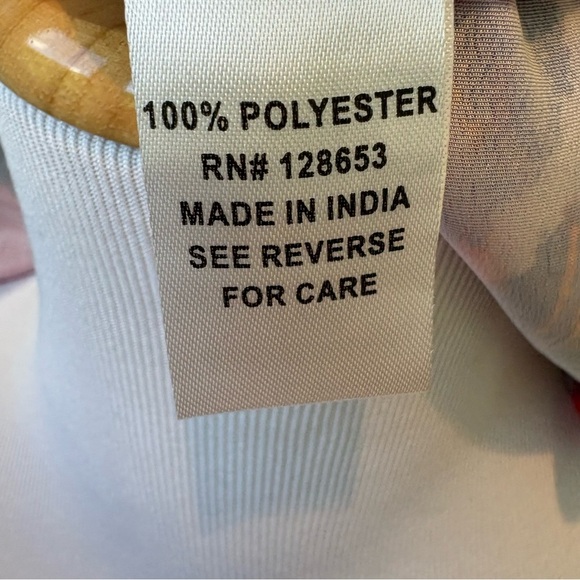 100% POLYESTER
RN# 128653
MADE IN INDIA
SEE REVERSE
FOR CARE